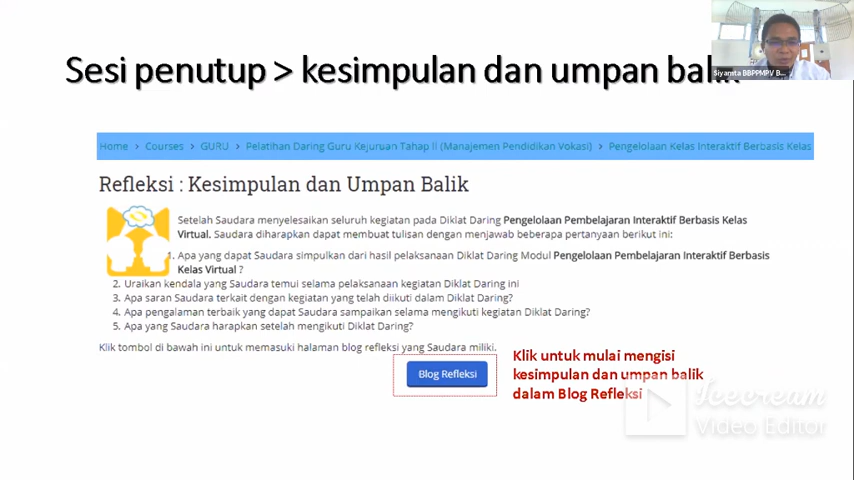 Sesi penutup > kesimpulan dan umpan balik
Siyamta BBPPMPV B...
Home > Courses > GURU > Pelatihan Daring Guru Kejuruan Tahap II (Manajemen Pendidikan Vokasi) > Pengelolaan Kelas Interaktif Berbasis Kelas
Refleksi : Kesimpulan dan Umpan Balik
Setelah Saudara menyelesaikan seluruh kegiatan pada Diklat Daring Pengelolaan Pembelajaran Interaktif Berbasis Kelas
Virtual. Saudara diharapkan dapat membuat tulisan dengan menjawab beberapa pertanyaan berikut ini:
1. Apa yang dapat Saudara simpulkan dari hasil pelaksanaan Diklat Daring Modul Pengelolaan Pembelajaran Interaktif Berbasis
Kelas Virtual ?
2. Uraikan kendala yang Saudara temui selama pelaksanaan kegiatan Diklat Daring ini
3. Apa saran Saudara terkait dengan kegiatan yang telah diikuti dalam Diklat Daring?
4. Apa pengalaman terbaik yang dapat Saudara sampaikan selama mengikuti kegiatan Diklat Daring?
5. Apa yang Saudara harapkan setelah mengikuti Diklat Daring?
Klik tombol di bawah ini untuk memasuki halaman blog refleksi yang Saudara miliki.
Blog Refleksi
Klik untuk mulai mengisi
kesimpulan dan umpan balik
dalam Blog Refleksi
Icecream
Video Editor